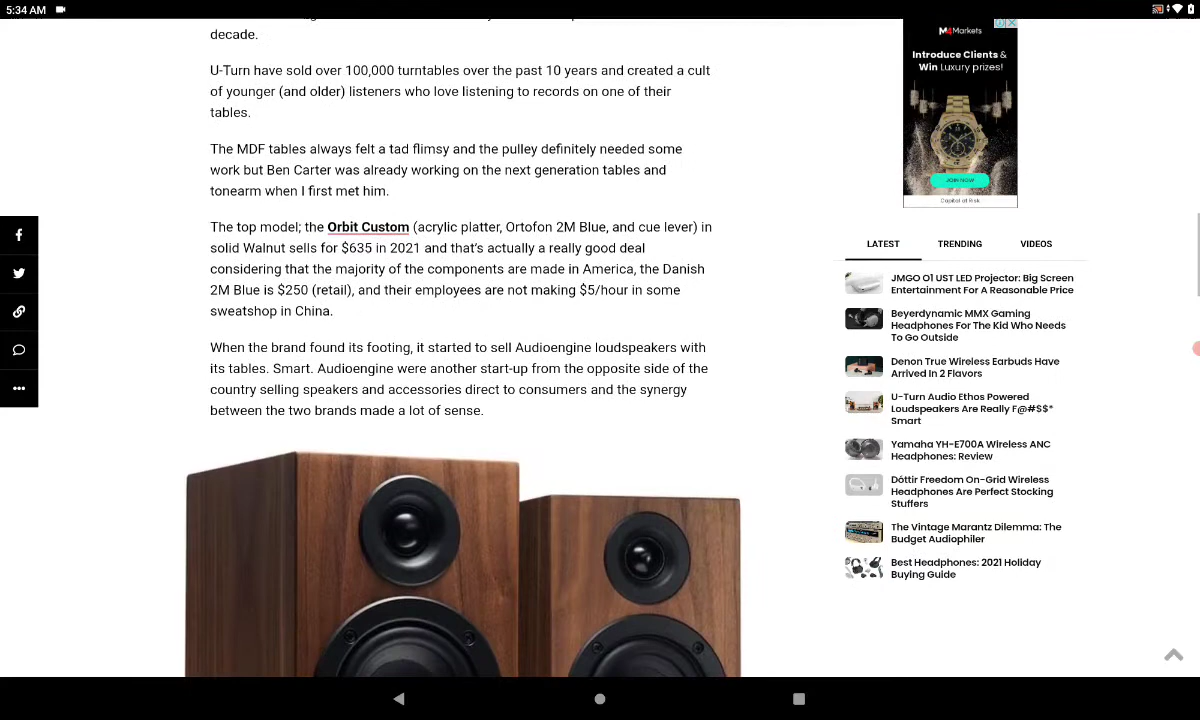 5:34 AM
decade.
U-Turn have sold over 100,000 turntables over the past 10 years and created a cult
of younger (and older) listeners who love listening to records on one of their
tables.
The MDF tables always felt a tad flimsy and the pulley definitely needed some
work but Ben Carter was already working on the next generation tables and
tonearm when I first met him.
The top model; the Orbit Custom (acrylic platter, Ortofon 2M Blue, and cue lever) in
solid Walnut sells for $635 in 2021 and that's actually a really good deal
considering that the majority of the components are made in America, the Danish
2M Blue is $250 (retail), and their employees are not making $5/hour in some
sweatshop in China.
When the brand found its footing, it started to sell Audioengine loudspeakers with
its tables. Smart. Audioengine were another start-up from the opposite side of the
country selling speakers and accessories direct to consumers and the synergy
between the two brands made a lot of sense.
M4Markets
Introduce Clients &
Win Luxury prizes!
JOIN NOW
Capital at Risk
LATEST
TRENDING
VIDEOS
JMGO O1 UST LED Projector: Big Screen
Entertainment For A Reasonable Price
Beyerdynamic MMX Gaming
Headphones For The Kid Who Needs
To Go Outside
Denon True Wireless Earbuds Have
Arrived In 2 Flavors
U-Turn Audio Ethos Powered
Loudspeakers Are Really F@#$$*
Smart
Yamaha YH-E700A Wireless ANC
Headphones: Review
Dóttir Freedom On-Grid Wireless
Headphones Are Perfect Stocking
Stuffers
The Vintage Marantz Dilemma: The
Budget Audiophiler
Best Headphones: 2021 Holiday
Buying Guide